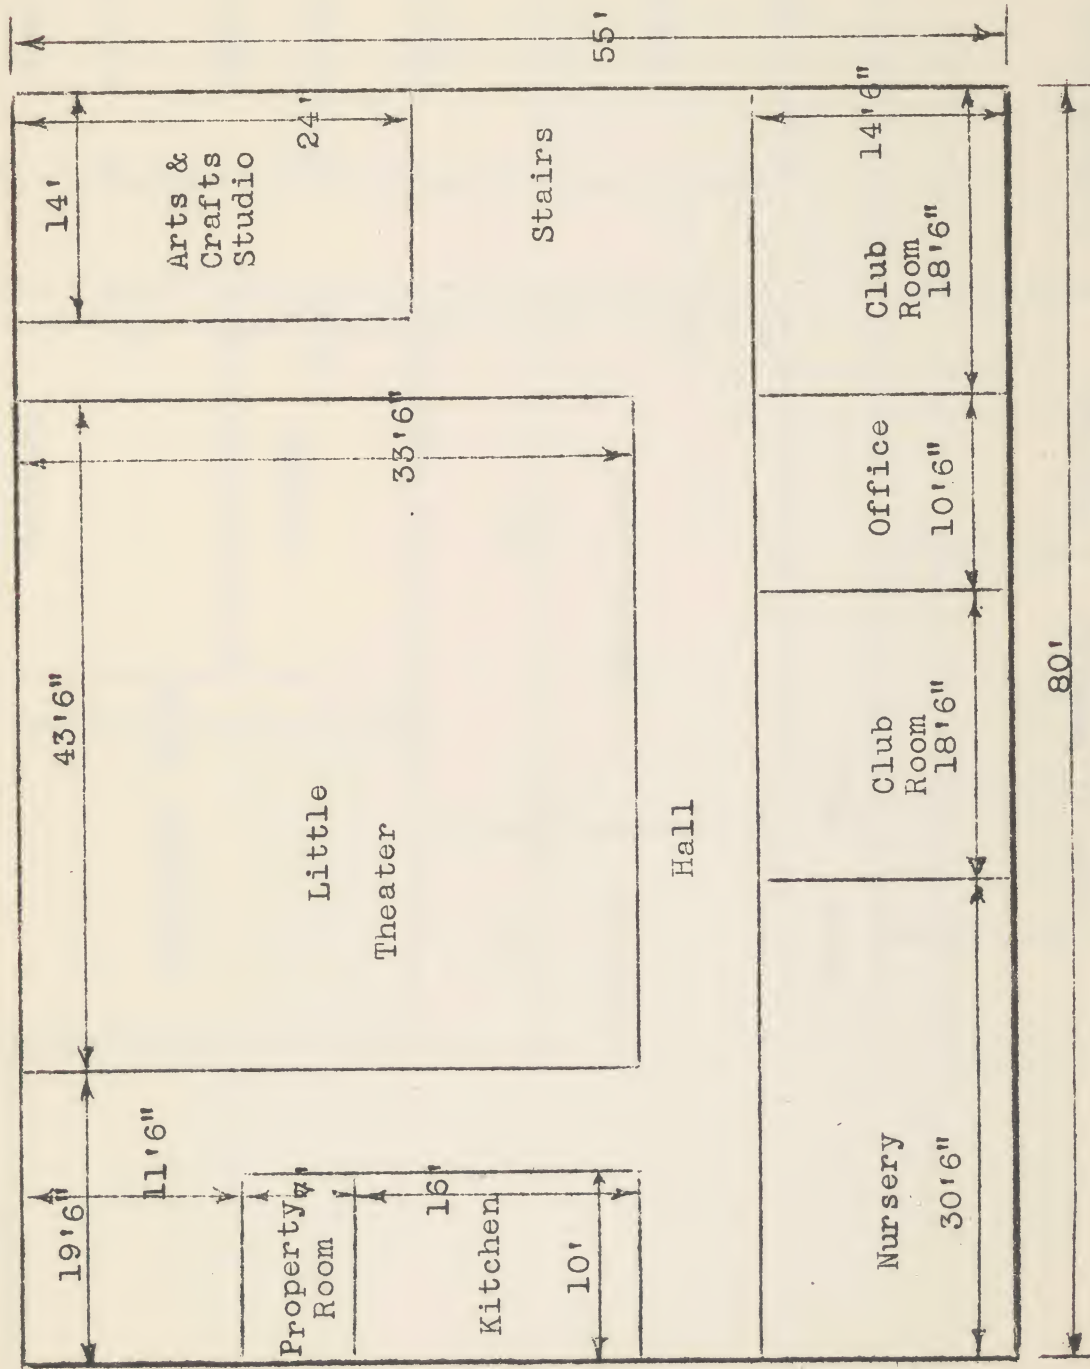 19'6"
43'6"
14'
11'6"
Arts &
Crafts
Studio
24'
Property
Room
Little
Theater
33'6"
16'
Kitchen
10'
Stairs
55'
Hall
Nursery
30'6"
Club
Room
18'6"
Office
10'6"
Club
Room
18'6"
14'6"
80'